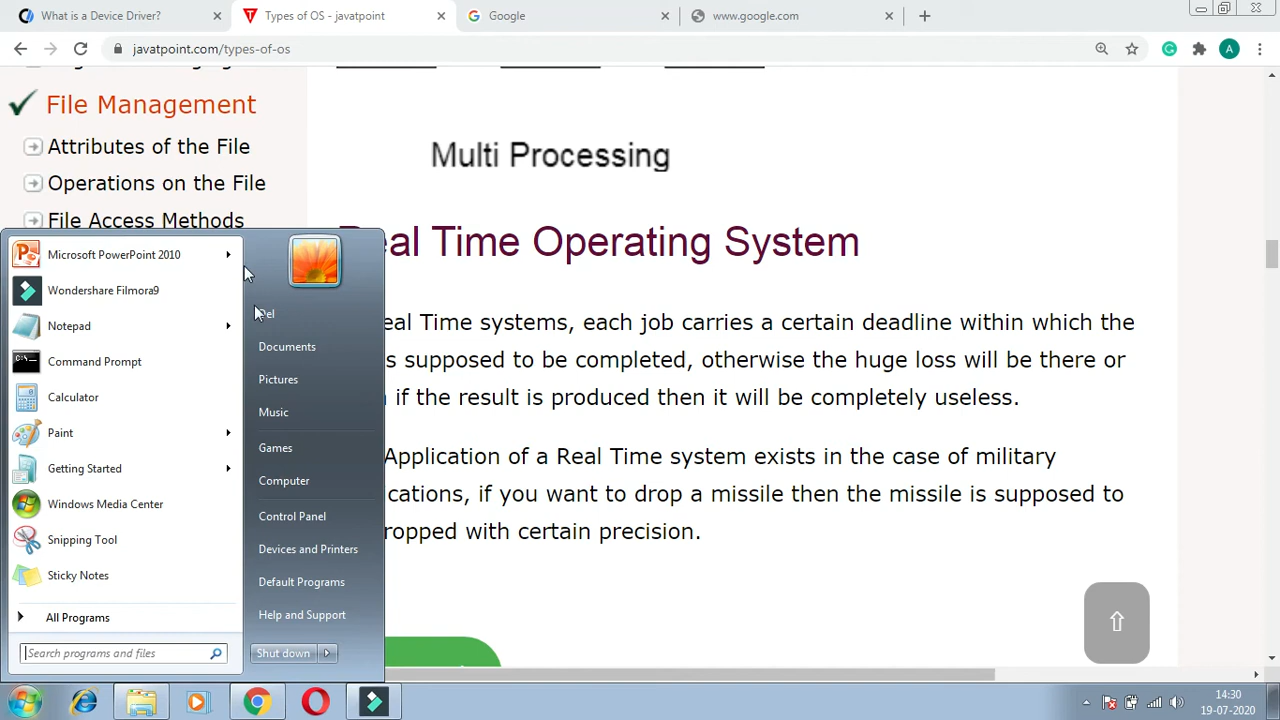 What is a Device Driver?
Types of OS - javatpoint
Google
www.google.com
javatpoint.com/types-of-os
A
File Management
Attributes of the File
Operations on the File
File Access Methods
Multi Processing
Real Time Operating System
eal Time systems, each job carries a certain deadline within which the
s supposed to be completed, otherwise the huge loss will be there or
if the result is produced then it will be completely useless.
Application of a Real Time system exists in the case of military
cations, if you want to drop a missile then the missile is supposed to
ropped with certain precision.
Microsoft PowerPoint 2010
Wondershare Filmora9
Notepad
Command Prompt
Calculator
Paint
Getting Started
Windows Media Center
Snipping Tool
Sticky Notes
All Programs
Search programs and files
Del
Documents
Pictures
Music
Games
Computer
Control Panel
Devices and Printers
Default Programs
Help and Support
Shut down
14:30
19-07-2020